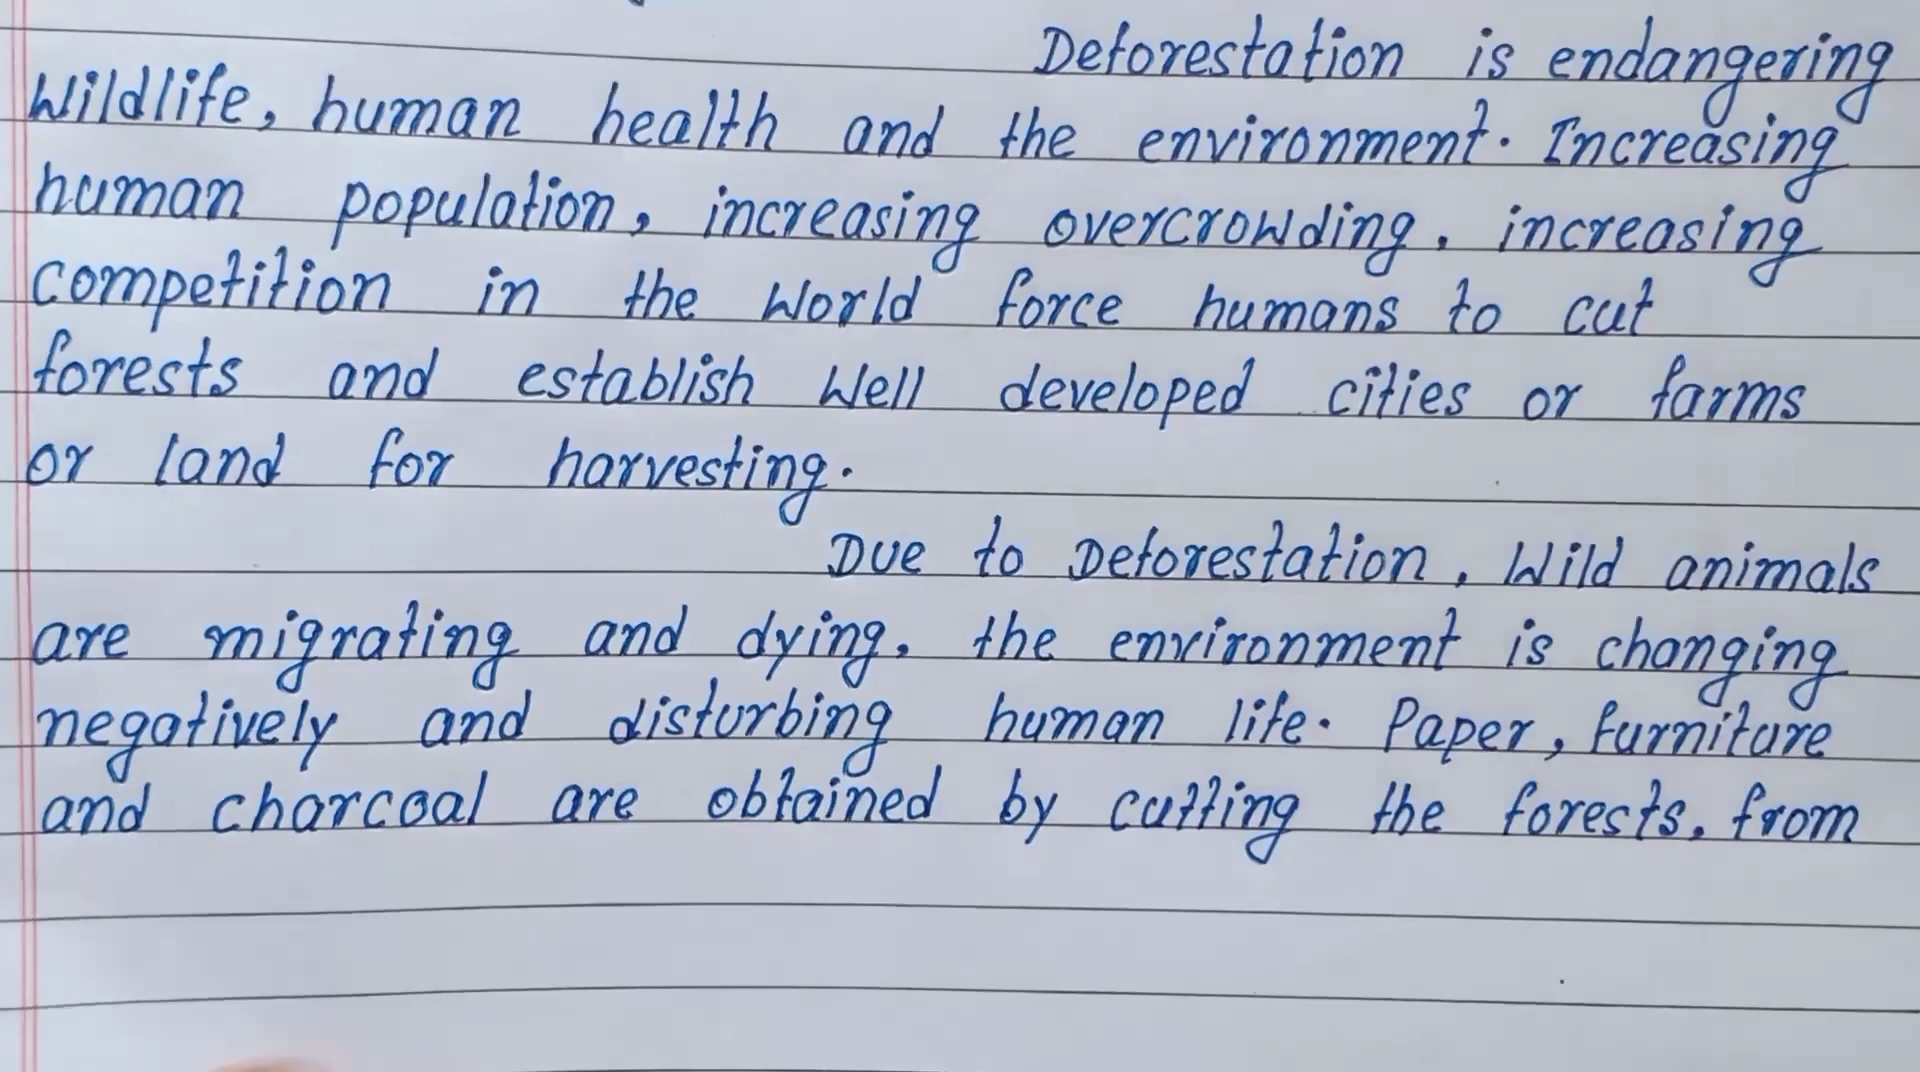 Deforestation is endangering
Wildlife, human health and the environment. Increasing
human population, increasing overcrowding, increasing
competition in the World force humans to cut
forests and establish Well developed cities or farms
or land for harvesting.
Due to Deforestation, Wild animals
are migrating and dying, the environment is changing
negatively and disturbing human life. Paper, furniture
and charcoal are obtained by cutting the forests, from